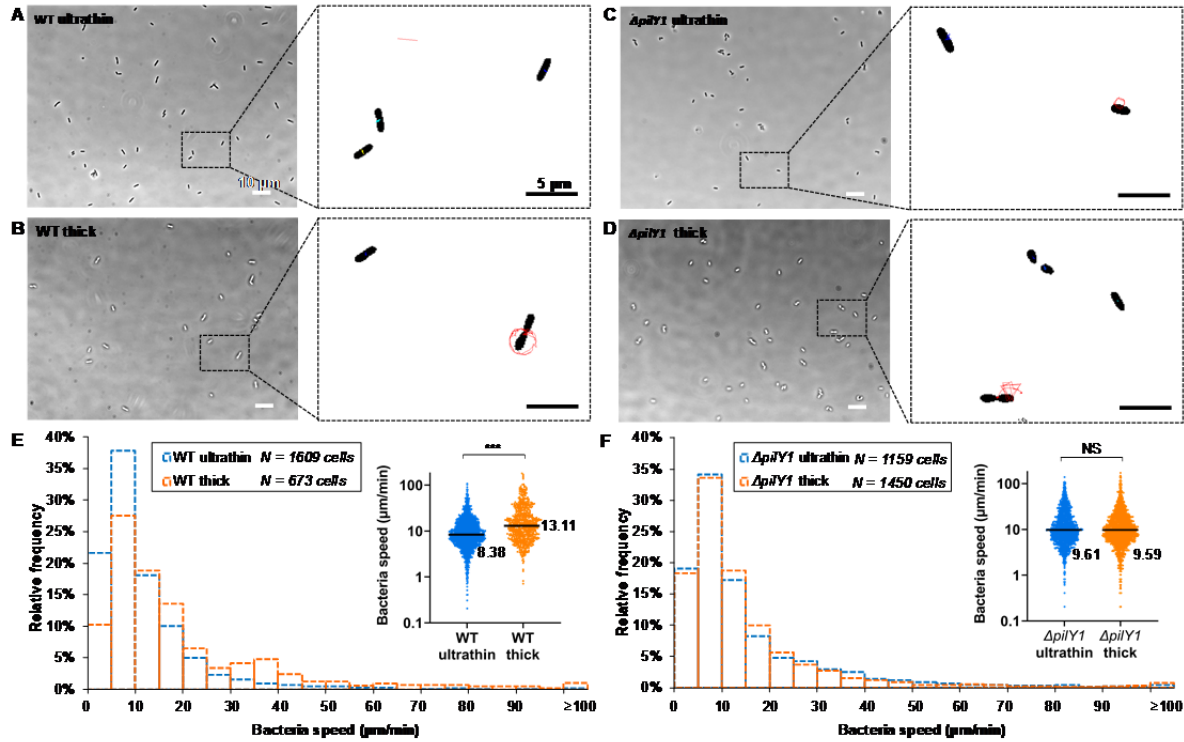 A
WT ultrathin
10 µm
5 µm
C
ΔpilY1 ultrathin
B
WT thick
D
ΔpilY1 thick
E
40%
35%
30%
25%
20%
15%
10%
5%
0%
Relative frequency
WT ultrathin N = 1609 cells
WT thick N = 673 cells
0 10 20 30 40 50 60 70 80 90 ≥100
Bacteria speed (µm/min)
***
Bacteria speed (µm/min)
100
10
1
0.1
8.38
13.11
WT
ultrathin
WT
thick
F
40%
35%
30%
25%
20%
15%
10%
5%
0%
Relative frequency
ΔpilY1 ultrathin N = 1159 cells
ΔpilY1 thick N = 1450 cells
0 10 20 30 40 50 60 70 80 90 ≥100
Bacteria speed (µm/min)
NS
Bacteria speed (µm/min)
100
10
1
0.1
9.61
9.59
ΔpilY1
ultrathin
ΔpilY1
thick